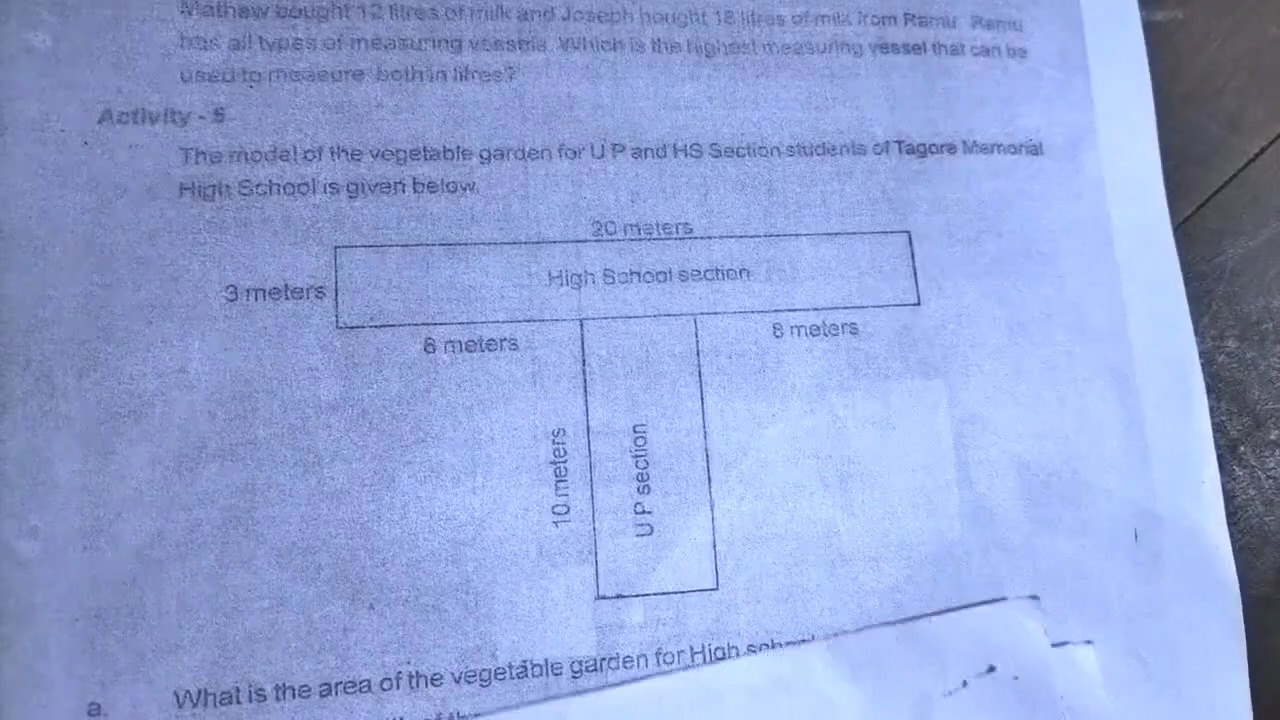 Mathew bought 12 litres of milk and Joseph bought 18 litres of milk from Ramu. Ramu
has all types of measuring vessels. Which is the highest measuring vessel that can be
used to measure both in litres?
Activity - 5
The model of the vegetable garden for U P and HS Section students of Tagore Memorial
High School is given below.
20 meters
High School section
3 meters
8 meters
8 meters
10 meters
U P section
a. What is the area of the vegetable garden for High